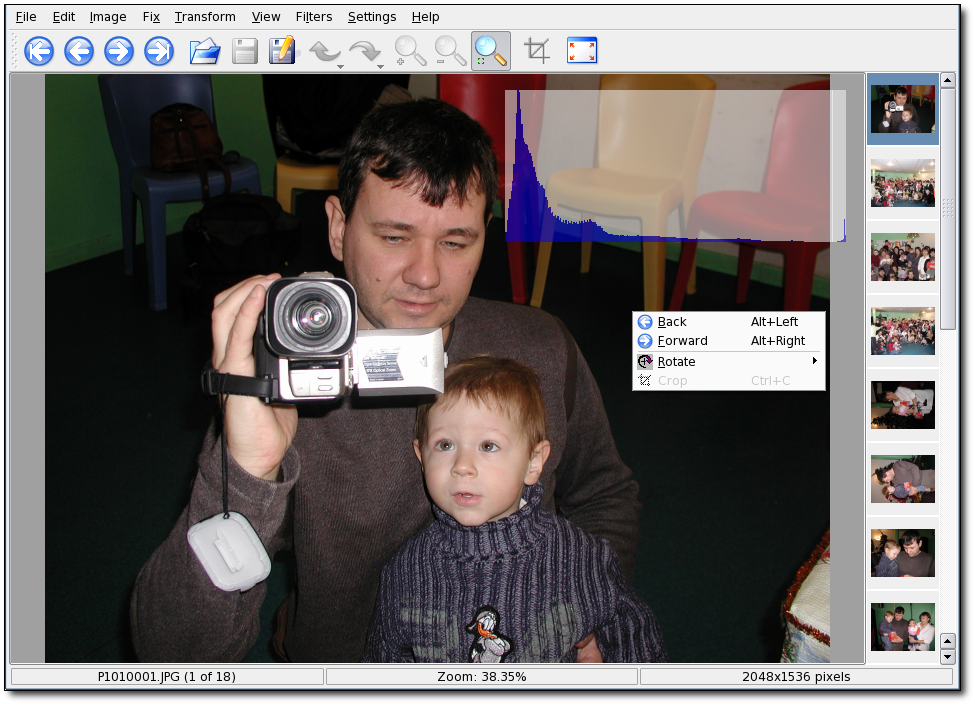 File Edit Image Fix Transform View Filters Settings Help
Back Alt+Left
Forward Alt+Right
Rotate
Crop Ctrl+C
P1010001.JPG (1 of 18) Zoom: 38.35% 2048x1536 pixels